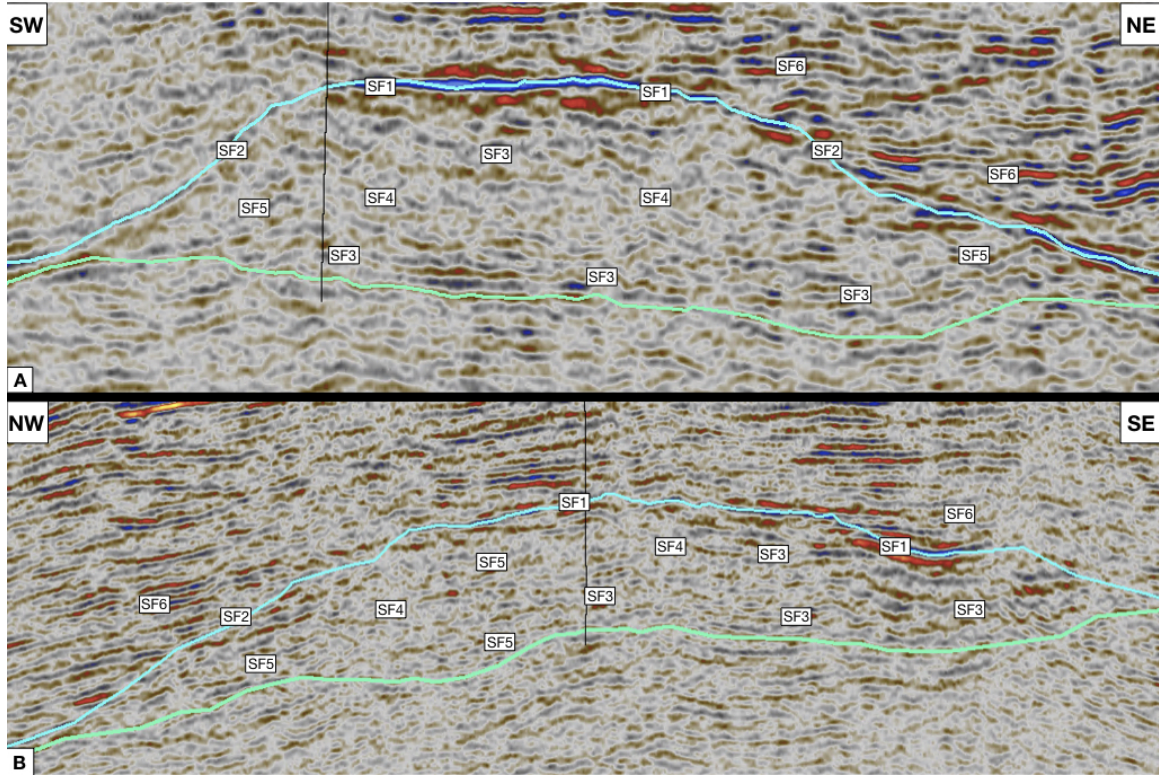 SW NE
SF6
SF1 SF1
SF2 SF3 SF2
SF6
SF5 SF4 SF4
SF3 SF5
SF3 SF3
A
NW SE
SF1
SF6
SF4 SF3 SF1
SF5
SF6 SF3
SF2 SF4 SF3 SF3
SF5 SF5
B